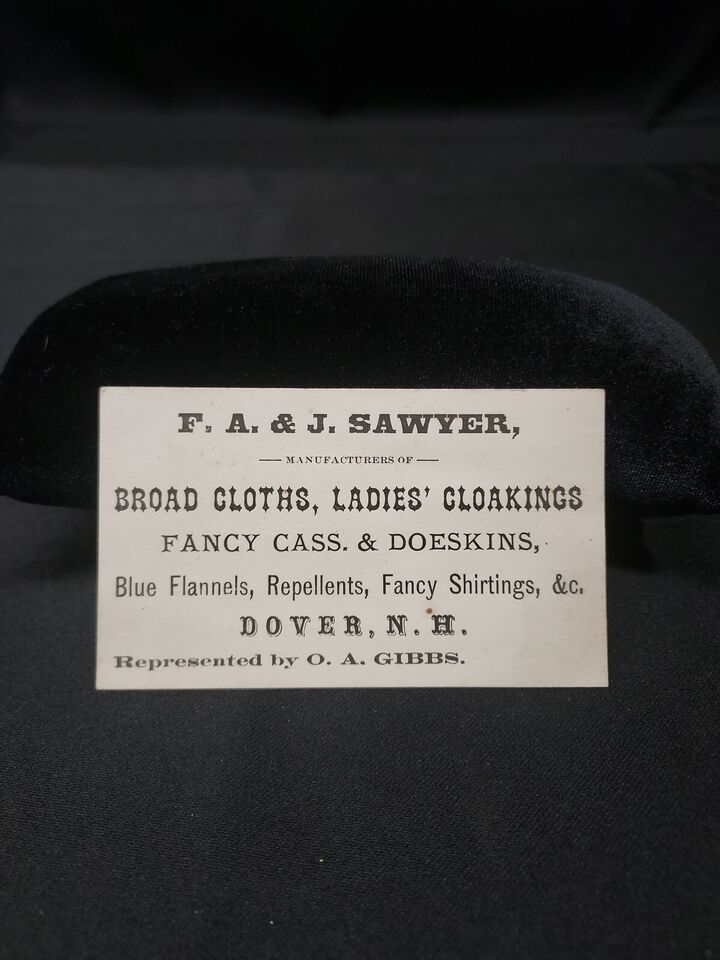 F. A. & J. SAWYER,
MANUFACTURERS OF
BROAD CLOTHS, LADIES' CLOAKINGS
FANCY CASS. & DOESKINS,
Blue Flannels, Repellents, Fancy Shirtings, &c.
DOVER, N. H.
Represented by O. A. GIBBS.